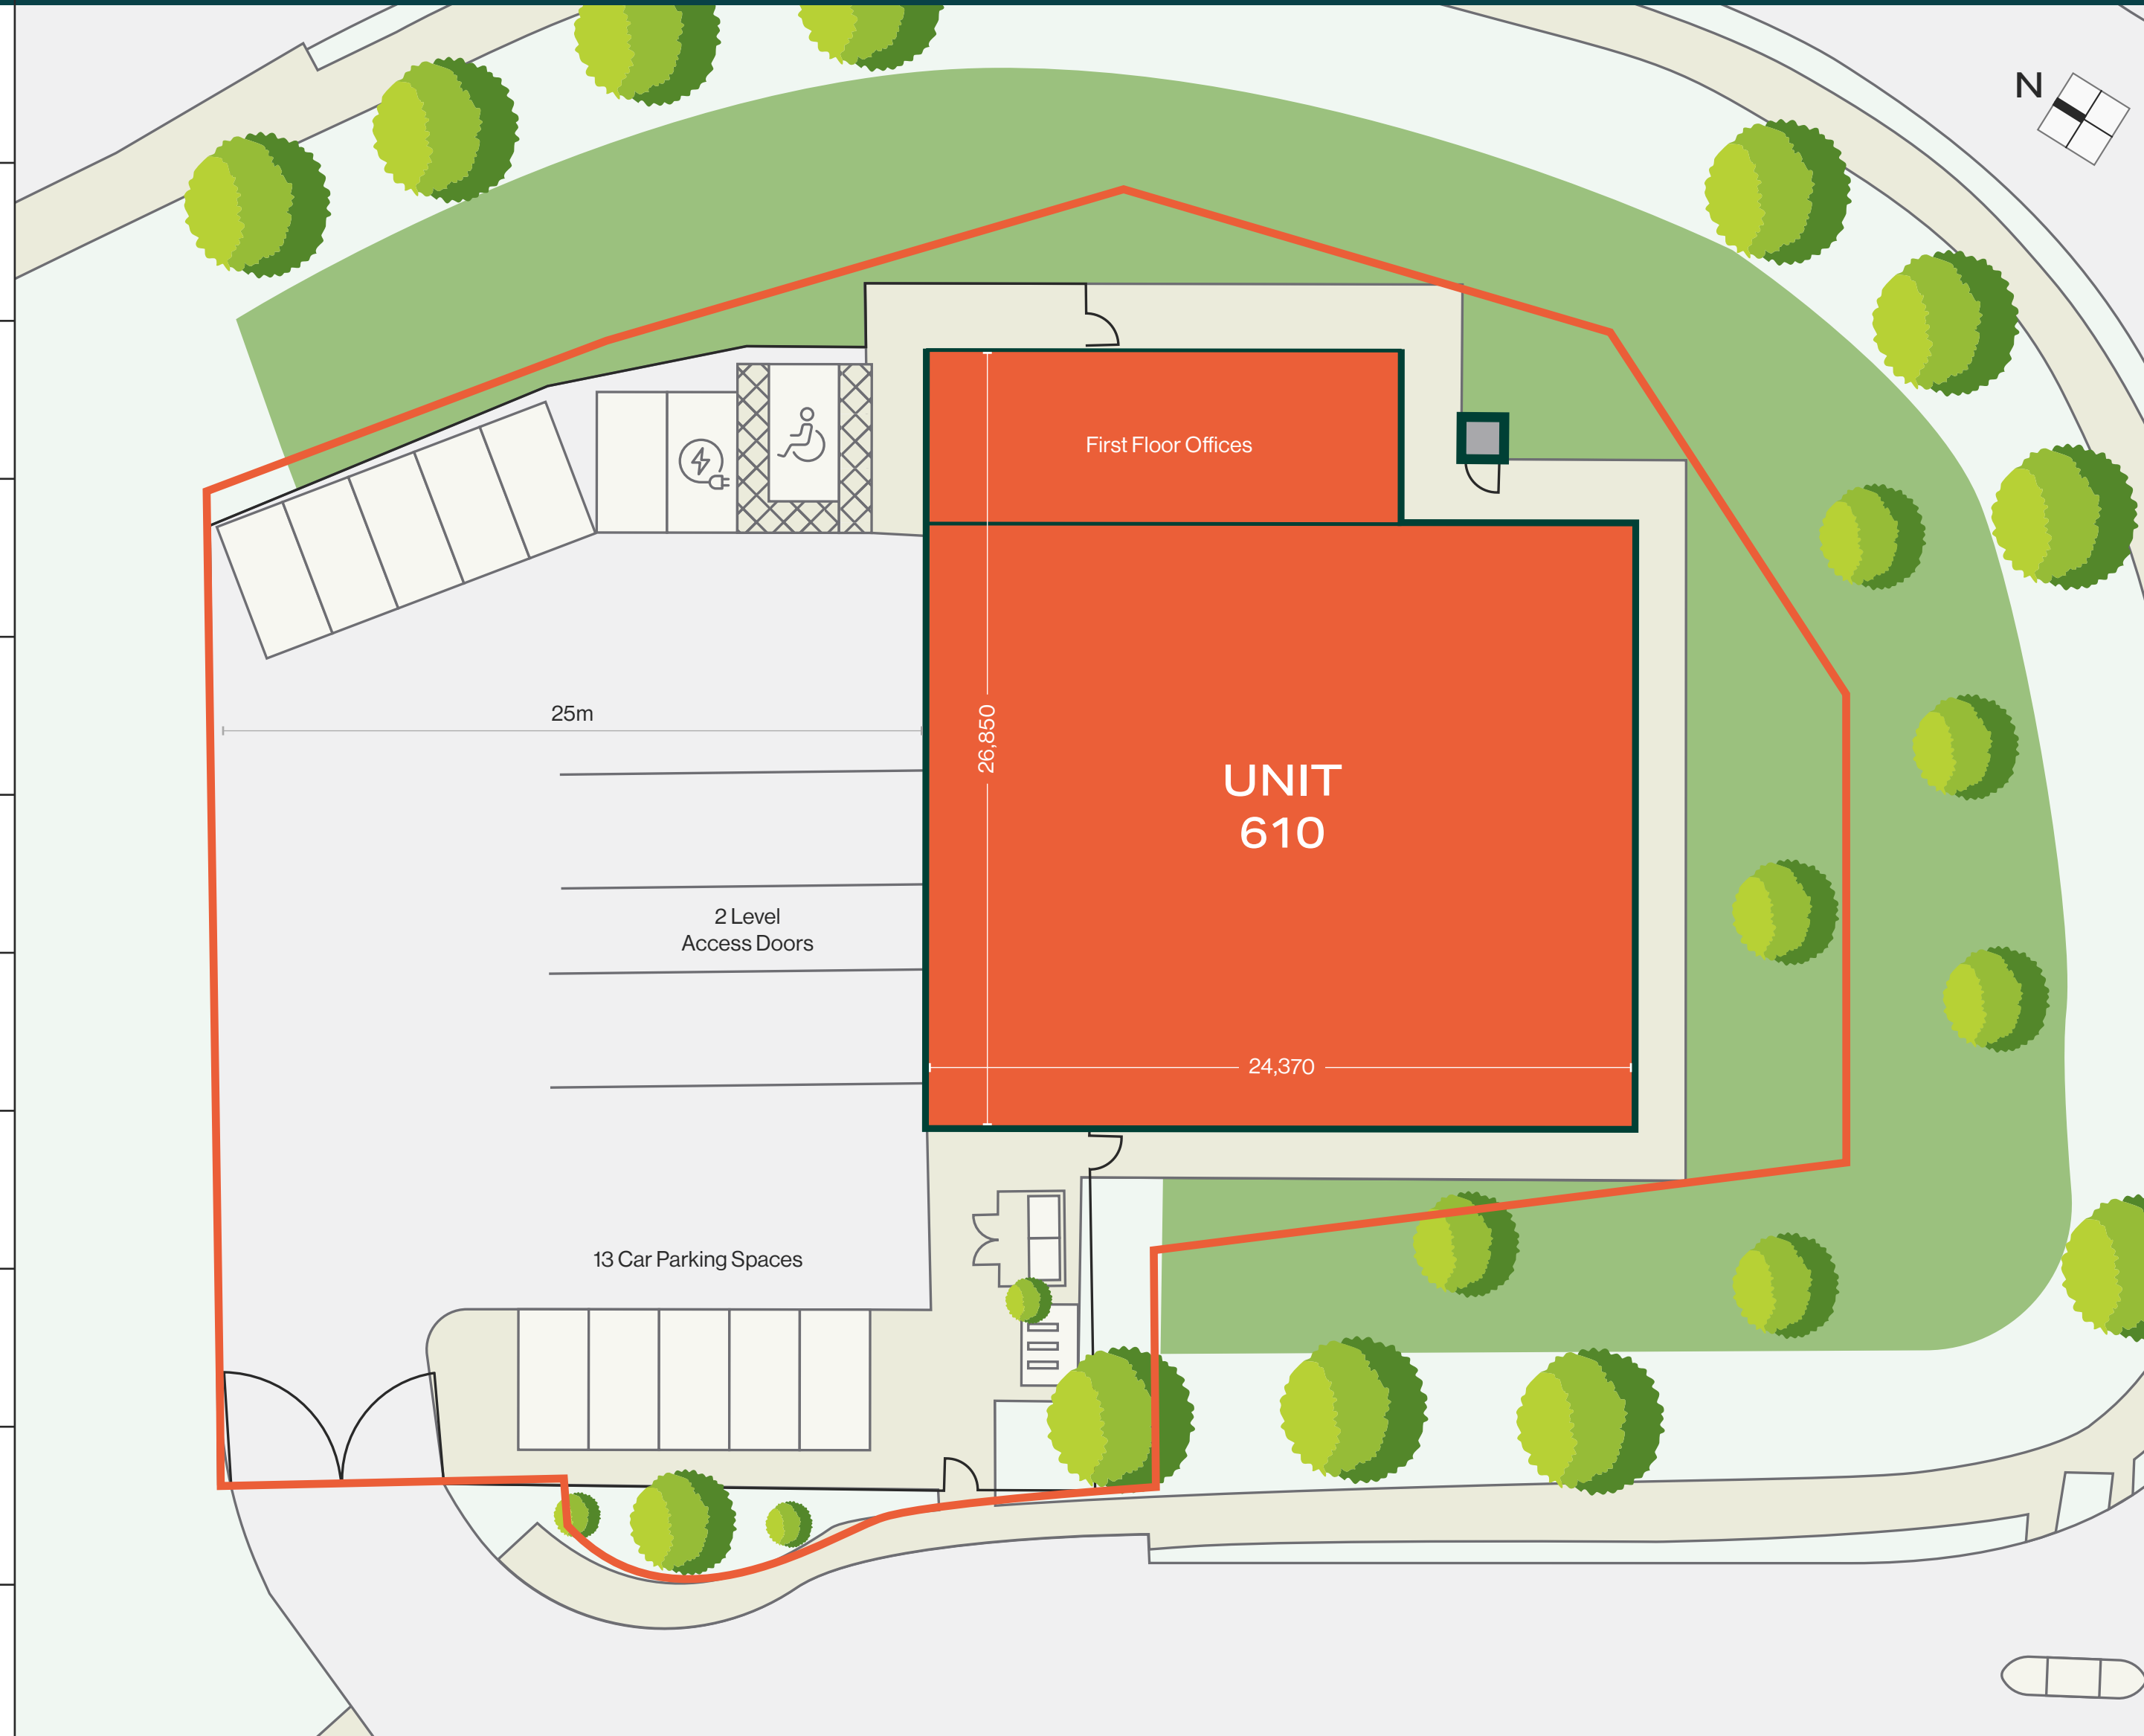 N
First Floor Offices
25m
26,850
UNIT
610
2 Level
Access Doors
24,370
13 Car Parking Spaces